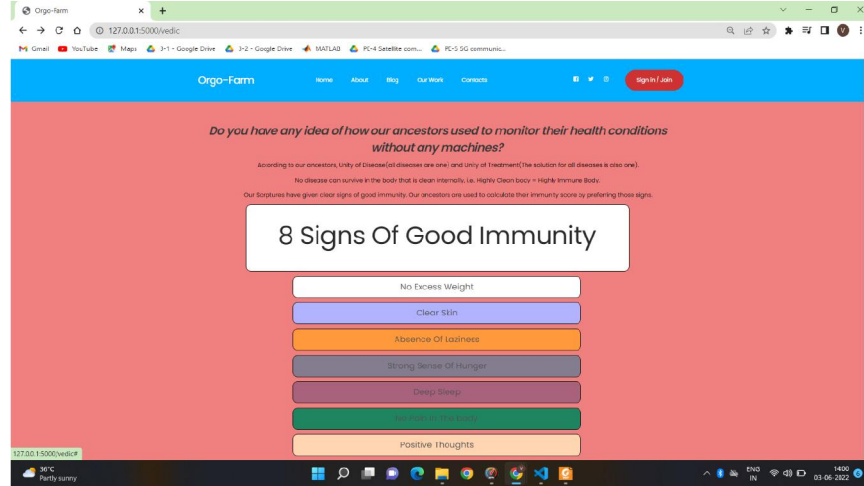 Orgo-Farm
127.0.0.1:5000/vedic
Gmail
YouTube
Maps
3-1 - Google Drive
3-2 - Google Drive
MATLAB
PE-4 Satellite com...
PE-5 5G communic...
Orgo-Farm
Home
About
Blog
Our Work
Contacts
Sign In / Join
Do you have any idea of how our ancestors used to monitor their health conditions
without any machines?
According to our ancestors, Unity of Disease(all diseases are one) and Unity of Treatment(The solution for all diseases is also one).
No disease can survive in the body that is clean internally, i.e. Highly Clean body = Highly Immune Body.
Our Scriptures have given clear signs of good immunity. Our ancestors are used to calculate their immunity score by preferring those signs.
8 Signs Of Good Immunity
No Excess Weight
Clear Skin
Absence Of Laziness
Strong Sense Of Hunger
Deep Sleep
No Pain In The Body
Positive Thoughts
127.0.0.1:5000/vedic#
36°C
Partly sunny
ENG
IN
1400
03-06-2022